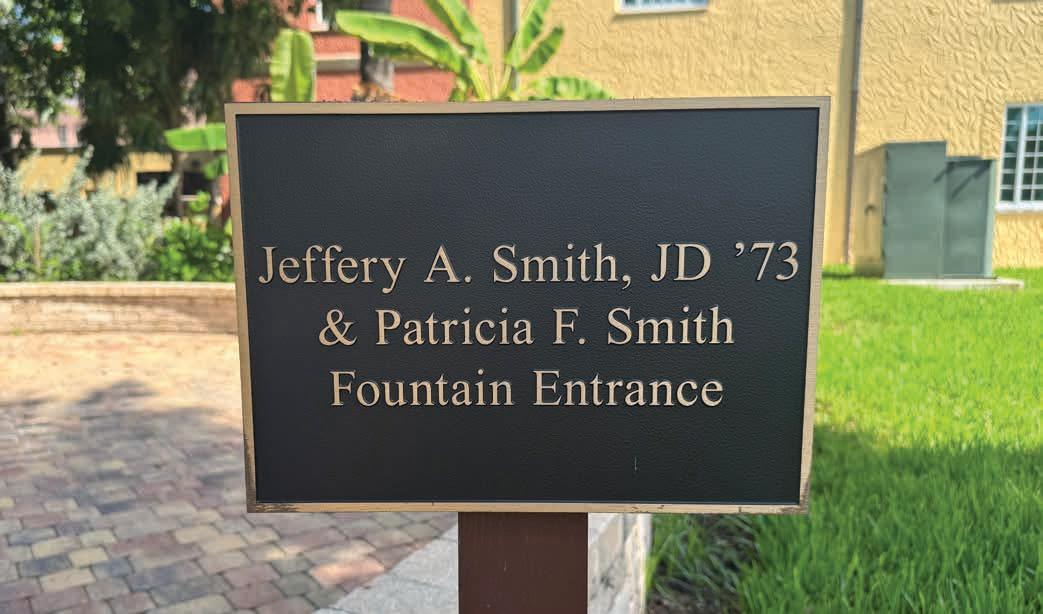 Jeffery A. Smith, JD ’73
& Patricia F. Smith
Fountain Entrance